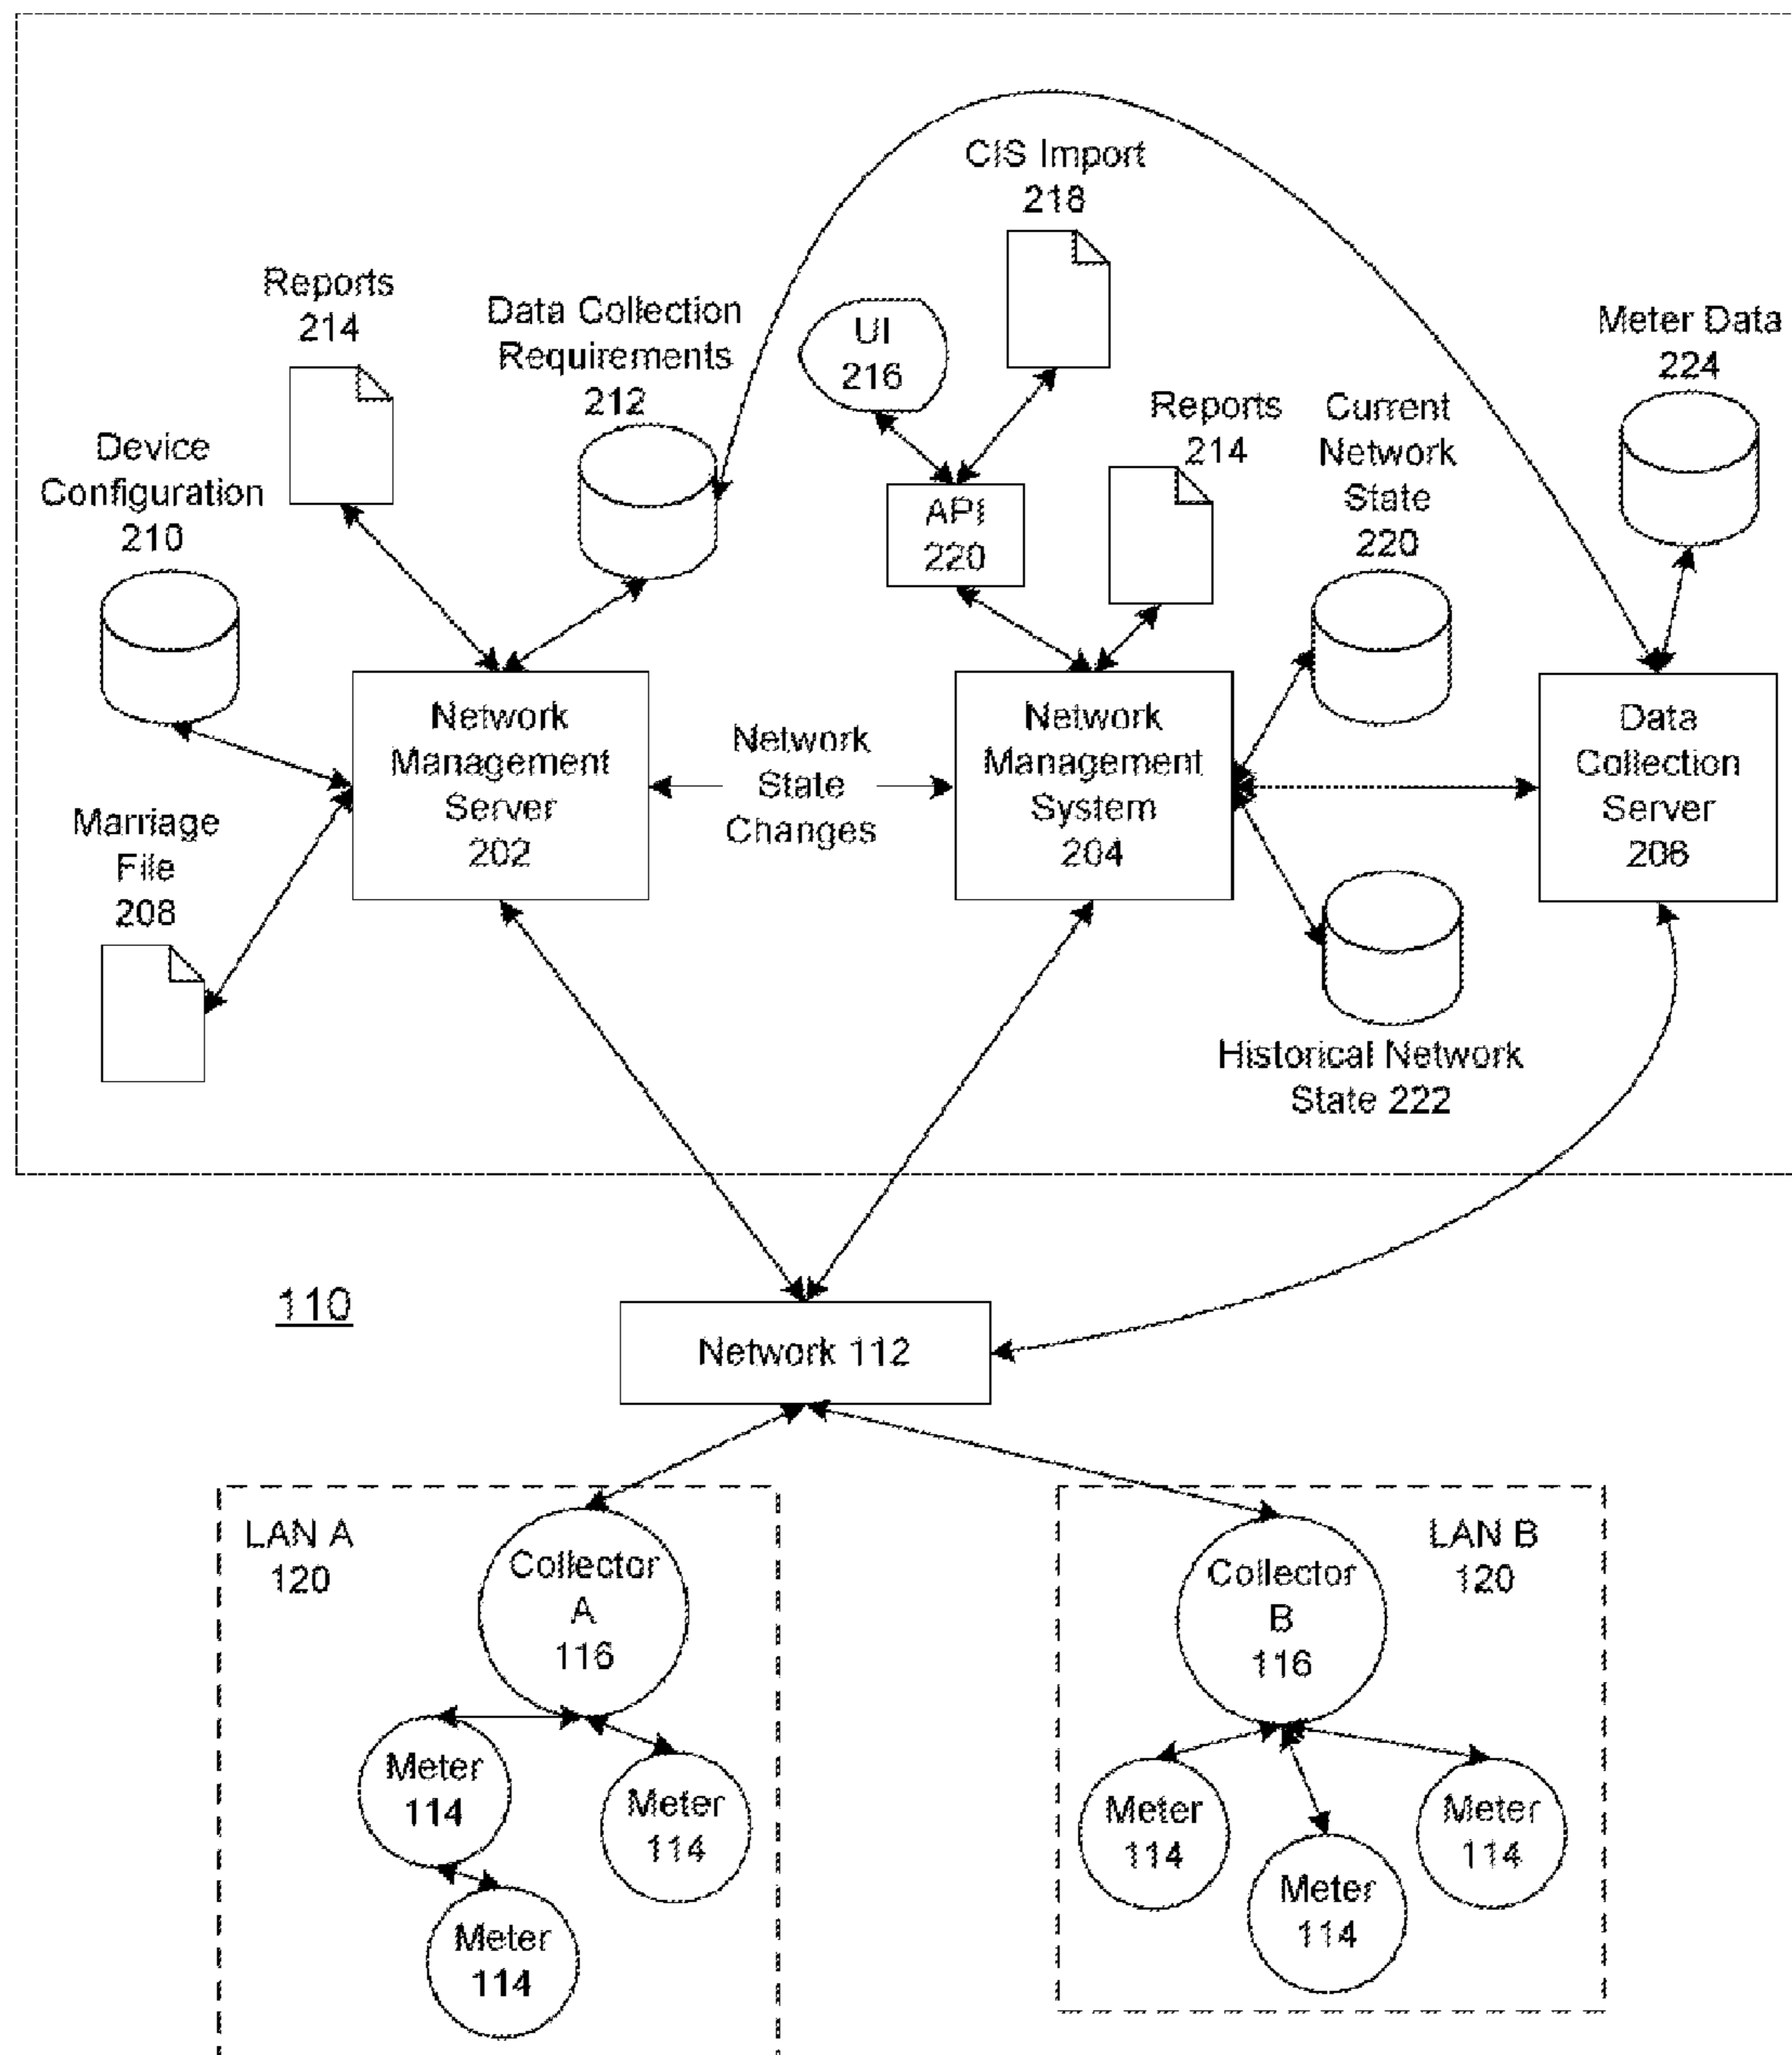 CIS Import
218
Reports
214
Data Collection
Requirements
212
UI
216
Meter Data
224
Reports
214
Current
Network
State
220
Device
Configuration
210
API
220
Network
Management
Server
202
Network
State
Changes
Network
Management
System
204
Data
Collection
Server
206
Marriage
File
208
Historical Network
State 222
110
Network 112
LAN A
120
Collector
A
116
LAN B
120
Collector
B
116
Meter
114
Meter
114
Meter
114
Meter
114
Meter
114
Meter
114